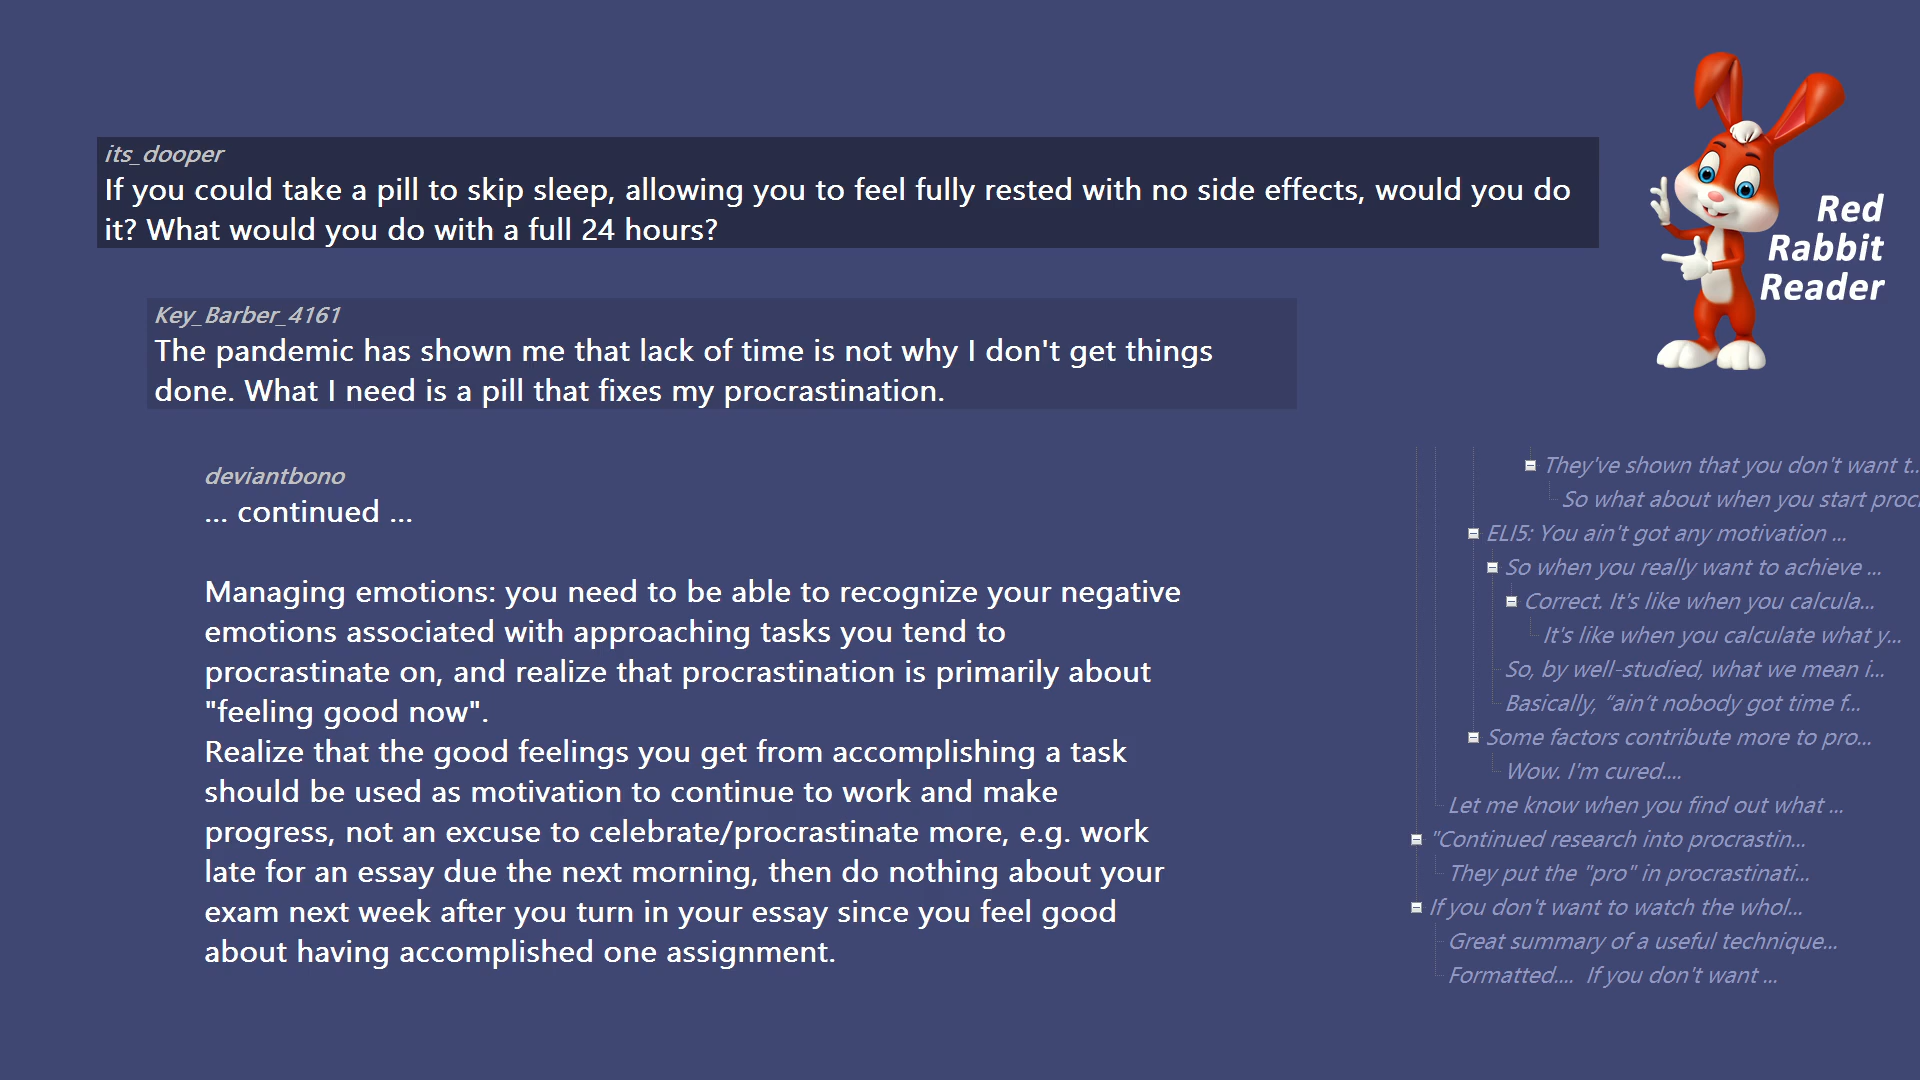 its_dooper
If you could take a pill to skip sleep, allowing you to feel fully rested with no side effects, would you do
it? What would you do with a full 24 hours?
Red
Rabbit
Reader
Key_Barber_4161
The pandemic has shown me that lack of time is not why I don't get things
done. What I need is a pill that fixes my procrastination.
deviantbono
... continued ...
Managing emotions: you need to be able to recognize your negative
emotions associated with approaching tasks you tend to
procrastinate on, and realize that procrastination is primarily about
"feeling good now".
Realize that the good feelings you get from accomplishing a task
should be used as motivation to continue to work and make
progress, not an excuse to celebrate/procrastinate more, e.g. work
late for an essay due the next morning, then do nothing about your
exam next week after you turn in your essay since you feel good
about having accomplished one assignment.
They've shown that you don't want t...
So what about when you start proc
ELI5: You ain't got any motivation ...
So when you really want to achieve ...
Correct. It's like when you calcula...
It's like when you calculate what y...
So, by well-studied, what we mean i...
Basically, “ain’t nobody got time f...
Some factors contribute more to pro...
Wow. I'm cured....
Let me know when you find out what ...
"Continued research into procrastin...
They put the "pro" in procrastinati...
If you don't want to watch the whol...
Great summary of a useful technique...
Formatted.... If you don't want ...